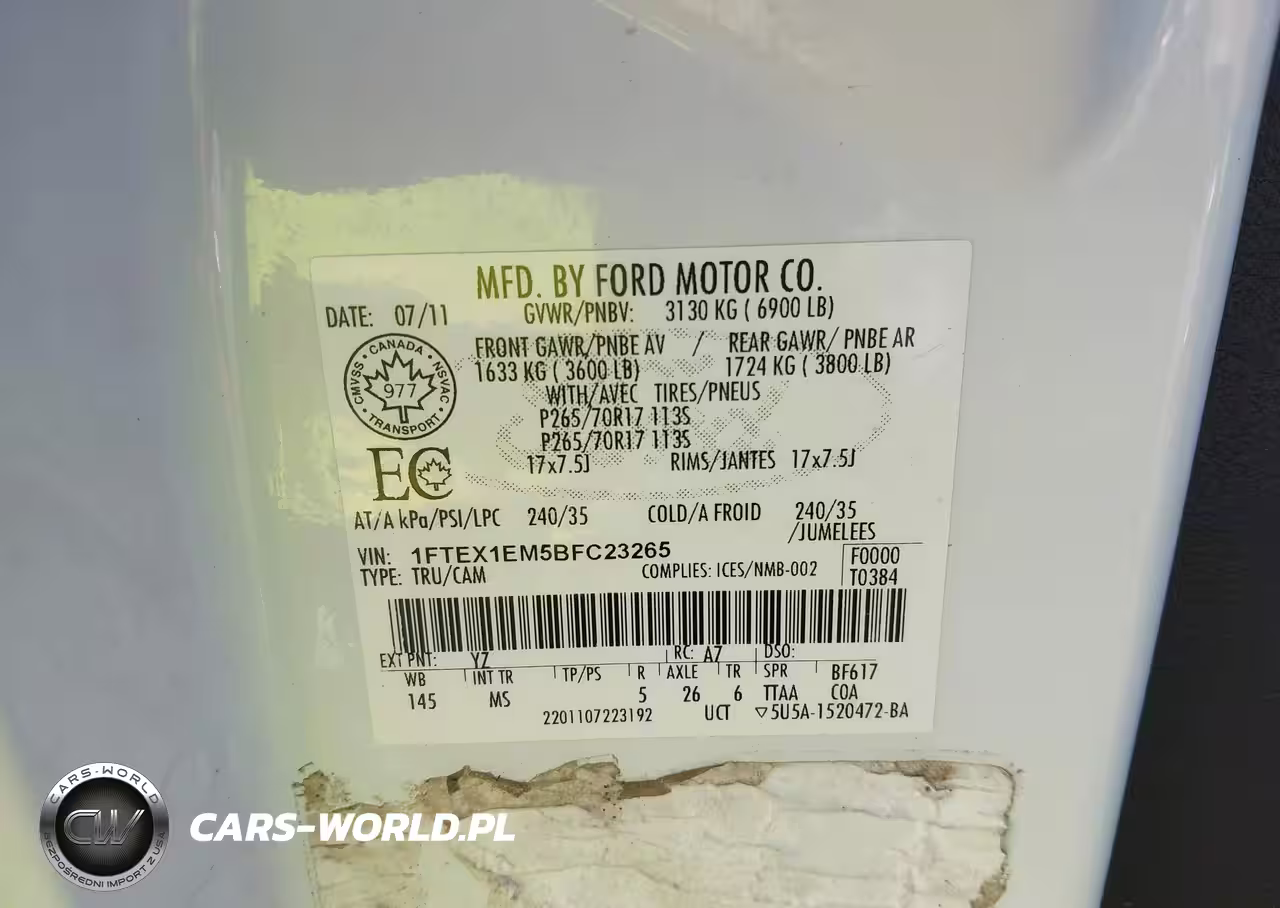 MFD. BY FORD MOTOR CO.
DATE: 07/11 GVWR/PNBV: 3130 KG ( 6900 LB)
FRONT GAWR/PNBE AV / REAR GAWR/ PNBE AR
1633 KG ( 3600 LB) 1724 KG ( 3800 LB)
WITH/AVEC TIRES/PNEUS
P265/70R17 113S
P265/70R17 113S
17x7.5J RIMS/JANTES 17x7.5J
CANADA
CMVSS 977 NSVAC
TRANSPORT
EC
AT/A kPa/PSI/LPC 240/35 COLD/A FROID 240/35
/JUMELEES
VIN: 1FTEX1EM5BFC23265 F0000
TYPE: TRU/CAM COMPLIES: ICES/NMB-002 T0384
EXT PNT: YZ RC: A7 DSO:
WB INT TR TP/PS R AXLE TR SPR BF617
145 MS 5 26 6 TTAA COA
2201107223192 UCT ▽5U5A-1520472-BA
CARS-WORLD
CW
BEZPOŚREDNI IMPORT Z USA
CARS-WORLD.PL